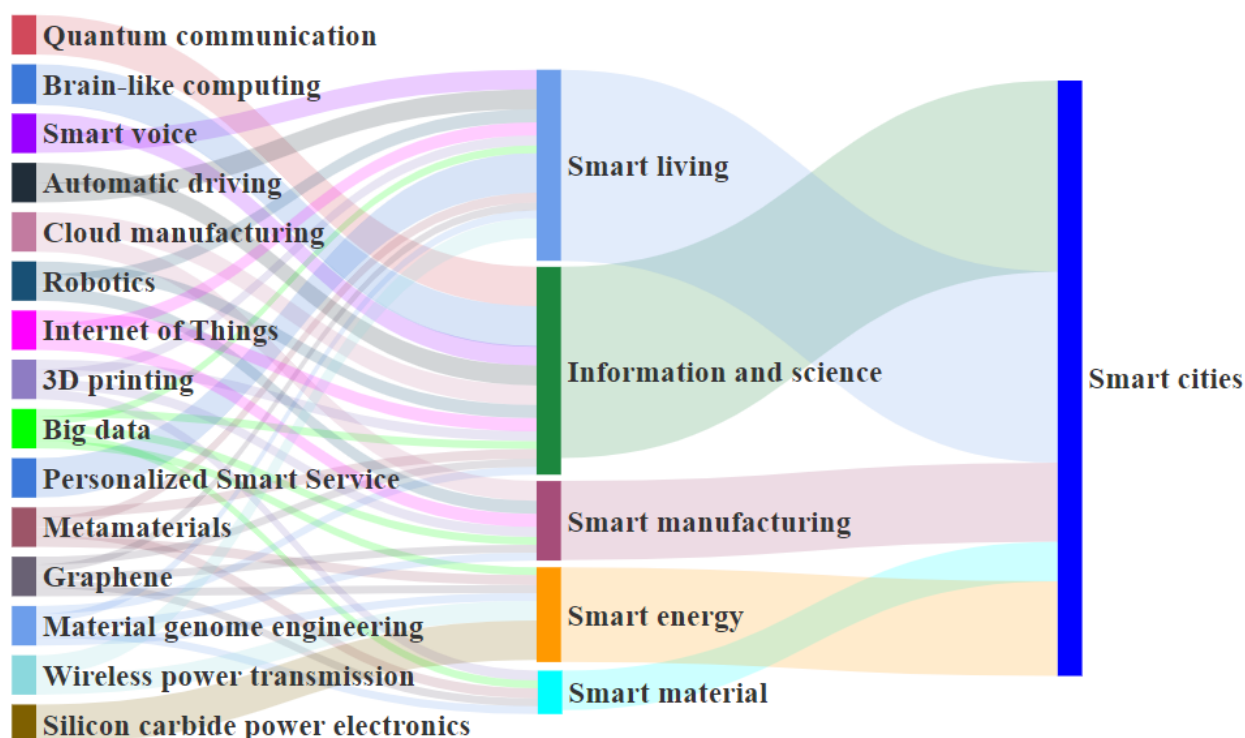 Quantum communication
Brain-like computing
Smart voice
Automatic driving
Cloud manufacturing
Robotics
Internet of Things
3D printing
Big data
Personalized Smart Service
Metamaterials
Graphene
Material genome engineering
Wireless power transmission
Silicon carbide power electronics
Smart living
Information and science
Smart manufacturing
Smart energy
Smart material
Smart cities